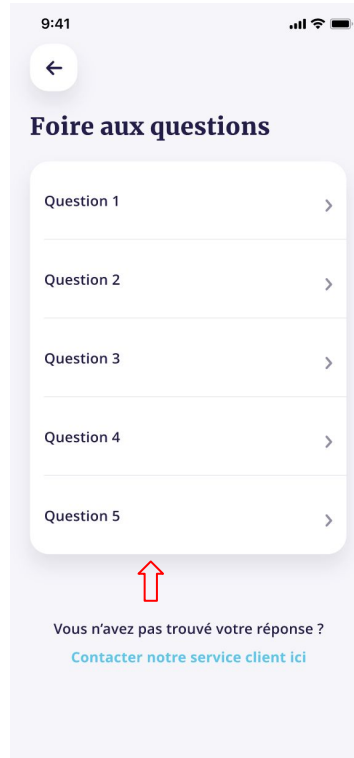 9:41
Foire aux questions
Question 1
Question 2
Question 3
Question 4
Question 5
Vous n’avez pas trouvé votre réponse ?
Contacter notre service client ici